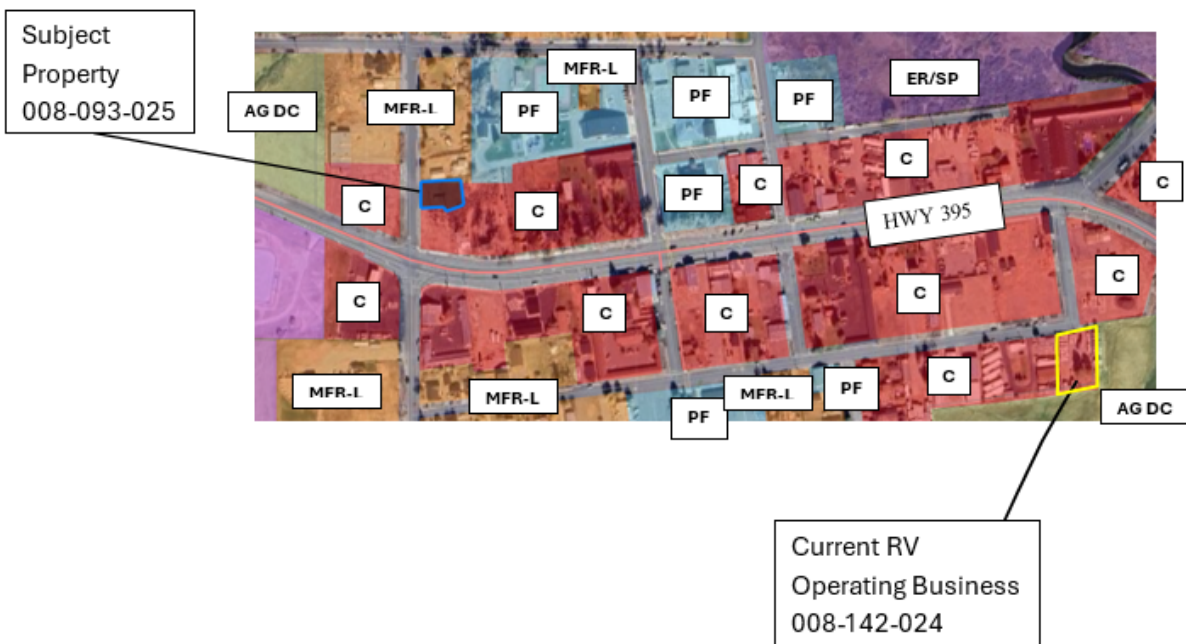 Subject
Property
008-093-025
MFR-L
AG DC
MFR-L
PF
PF
PF
ER/SP
C
C
PF
C
C
C
HWY 395
C
C
C
C
C
MFR-L
MFR-L
PF
MFR-L
PF
C
AG DC
Current RV
Operating Business
008-142-024